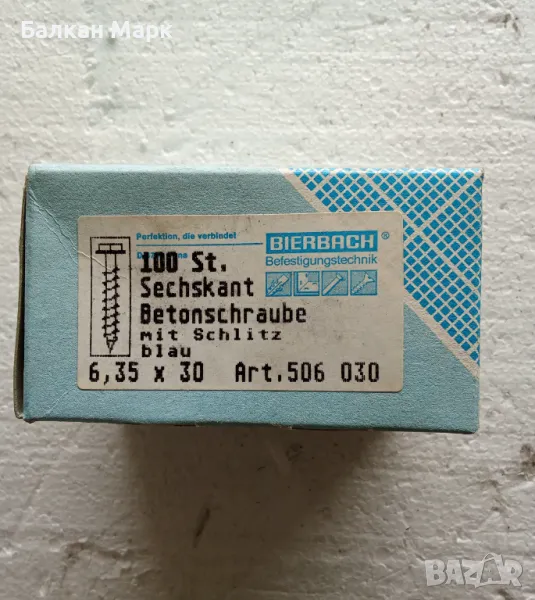 Балкан Марк
Perfektion, die verbindet
BIERBACH®
Befestigungstechnik
100 St.
Sechskant
Betonschraube
mit Schlitz
blau
6,35 x 30 Art.506 030
BAZAR